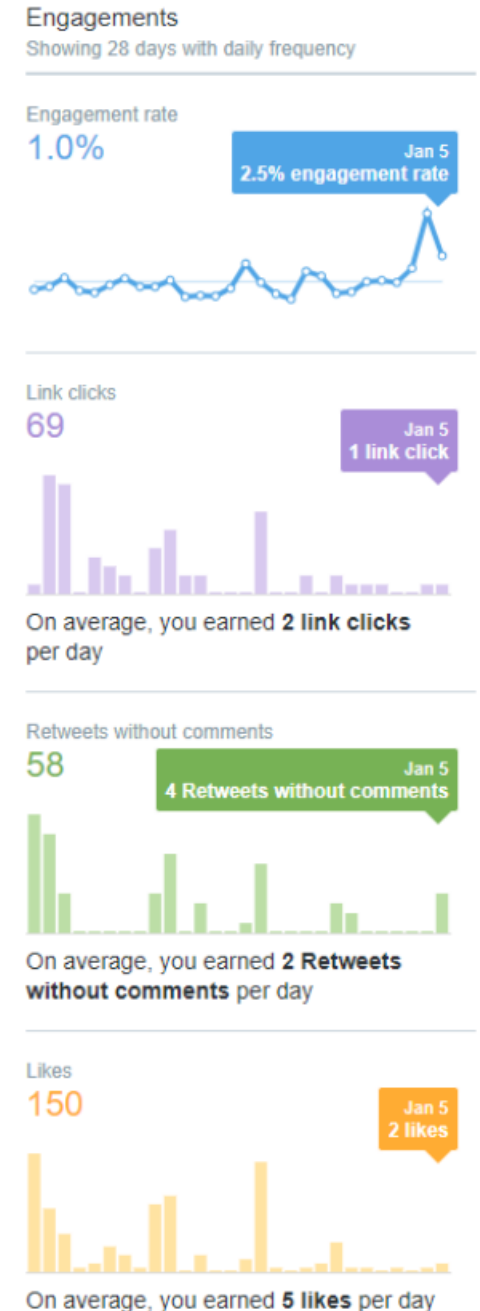 Engagements
Showing 28 days with daily frequency
Engagement rate
1.0%
Jan 5
2.5% engagement rate
Link clicks
69
Jan 5
1 link click
On average, you earned 2 link clicks
per day
Retweets without comments
58
Jan 5
4 Retweets without comments
On average, you earned 2 Retweets
without comments per day
Likes
150
Jan 5
2 likes
On average, you earned 5 likes per day